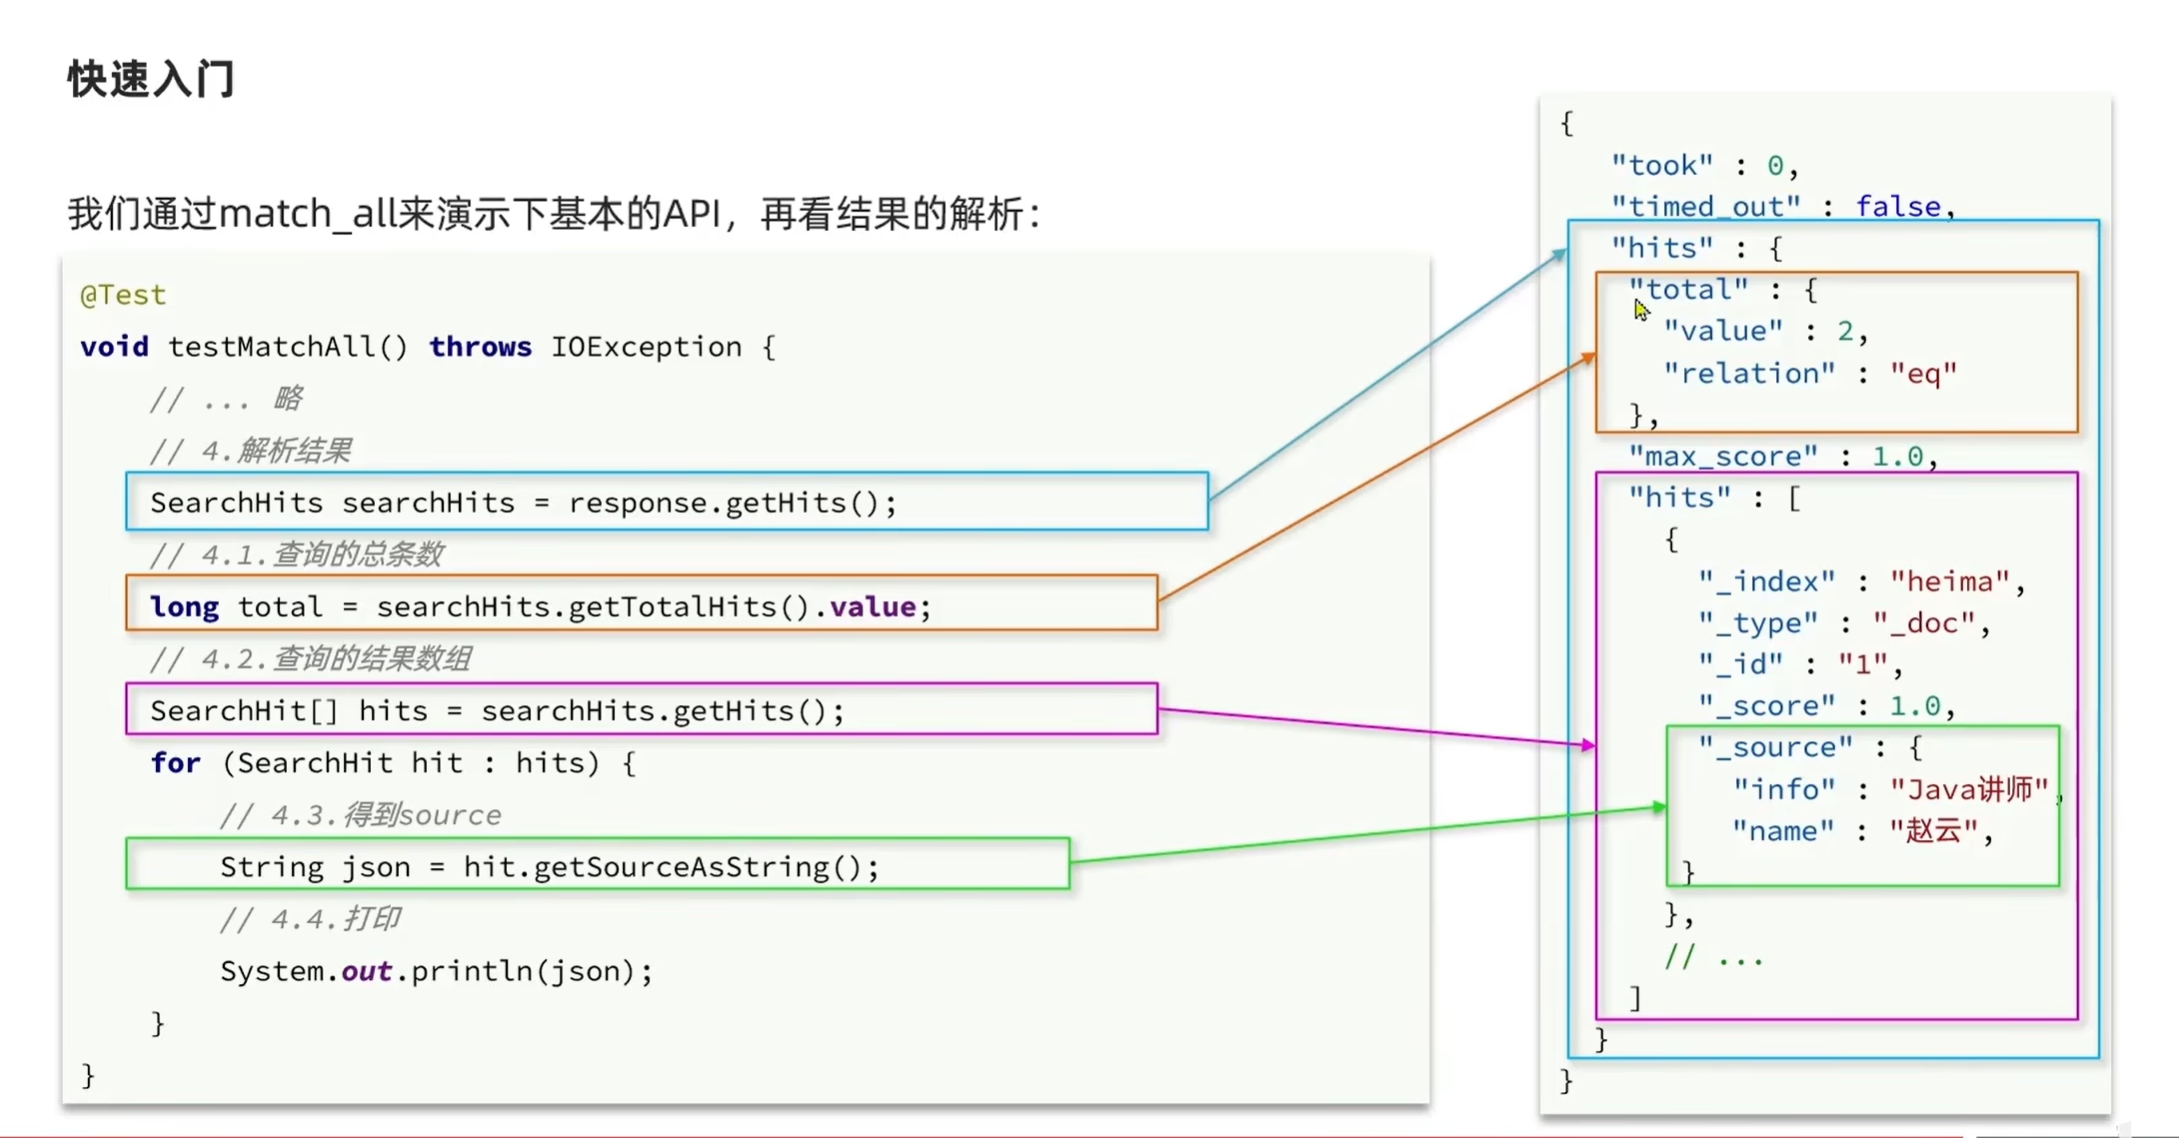 快速入门
我们通过match_all来演示下基本的API，再看结果的解析：
@Test
void testMatchAll() throws IOException {
// ... 略
// 4.解析结果
SearchHits searchHits = response.getHits();
// 4.1.查询的总条数
long total = searchHits.getTotalHits().value;
// 4.2.查询的结果数组
SearchHit[] hits = searchHits.getHits();
for (SearchHit hit : hits) {
// 4.3.得到source
String json = hit.getSourceAsString();
// 4.4.打印
System.out.println(json);
}
}
{
"took" : 0,
"timed_out" : false,
"hits" : {
"total" : {
"value" : 2,
"relation" : "eq"
},
"max_score" : 1.0,
"hits" : [
{
"_index" : "heima",
"_type" : "_doc",
"_id" : "1",
"_score" : 1.0,
"_source" : {
"info" : "Java讲师",
"name" : "赵云",
}
},
// ...
]
}
}